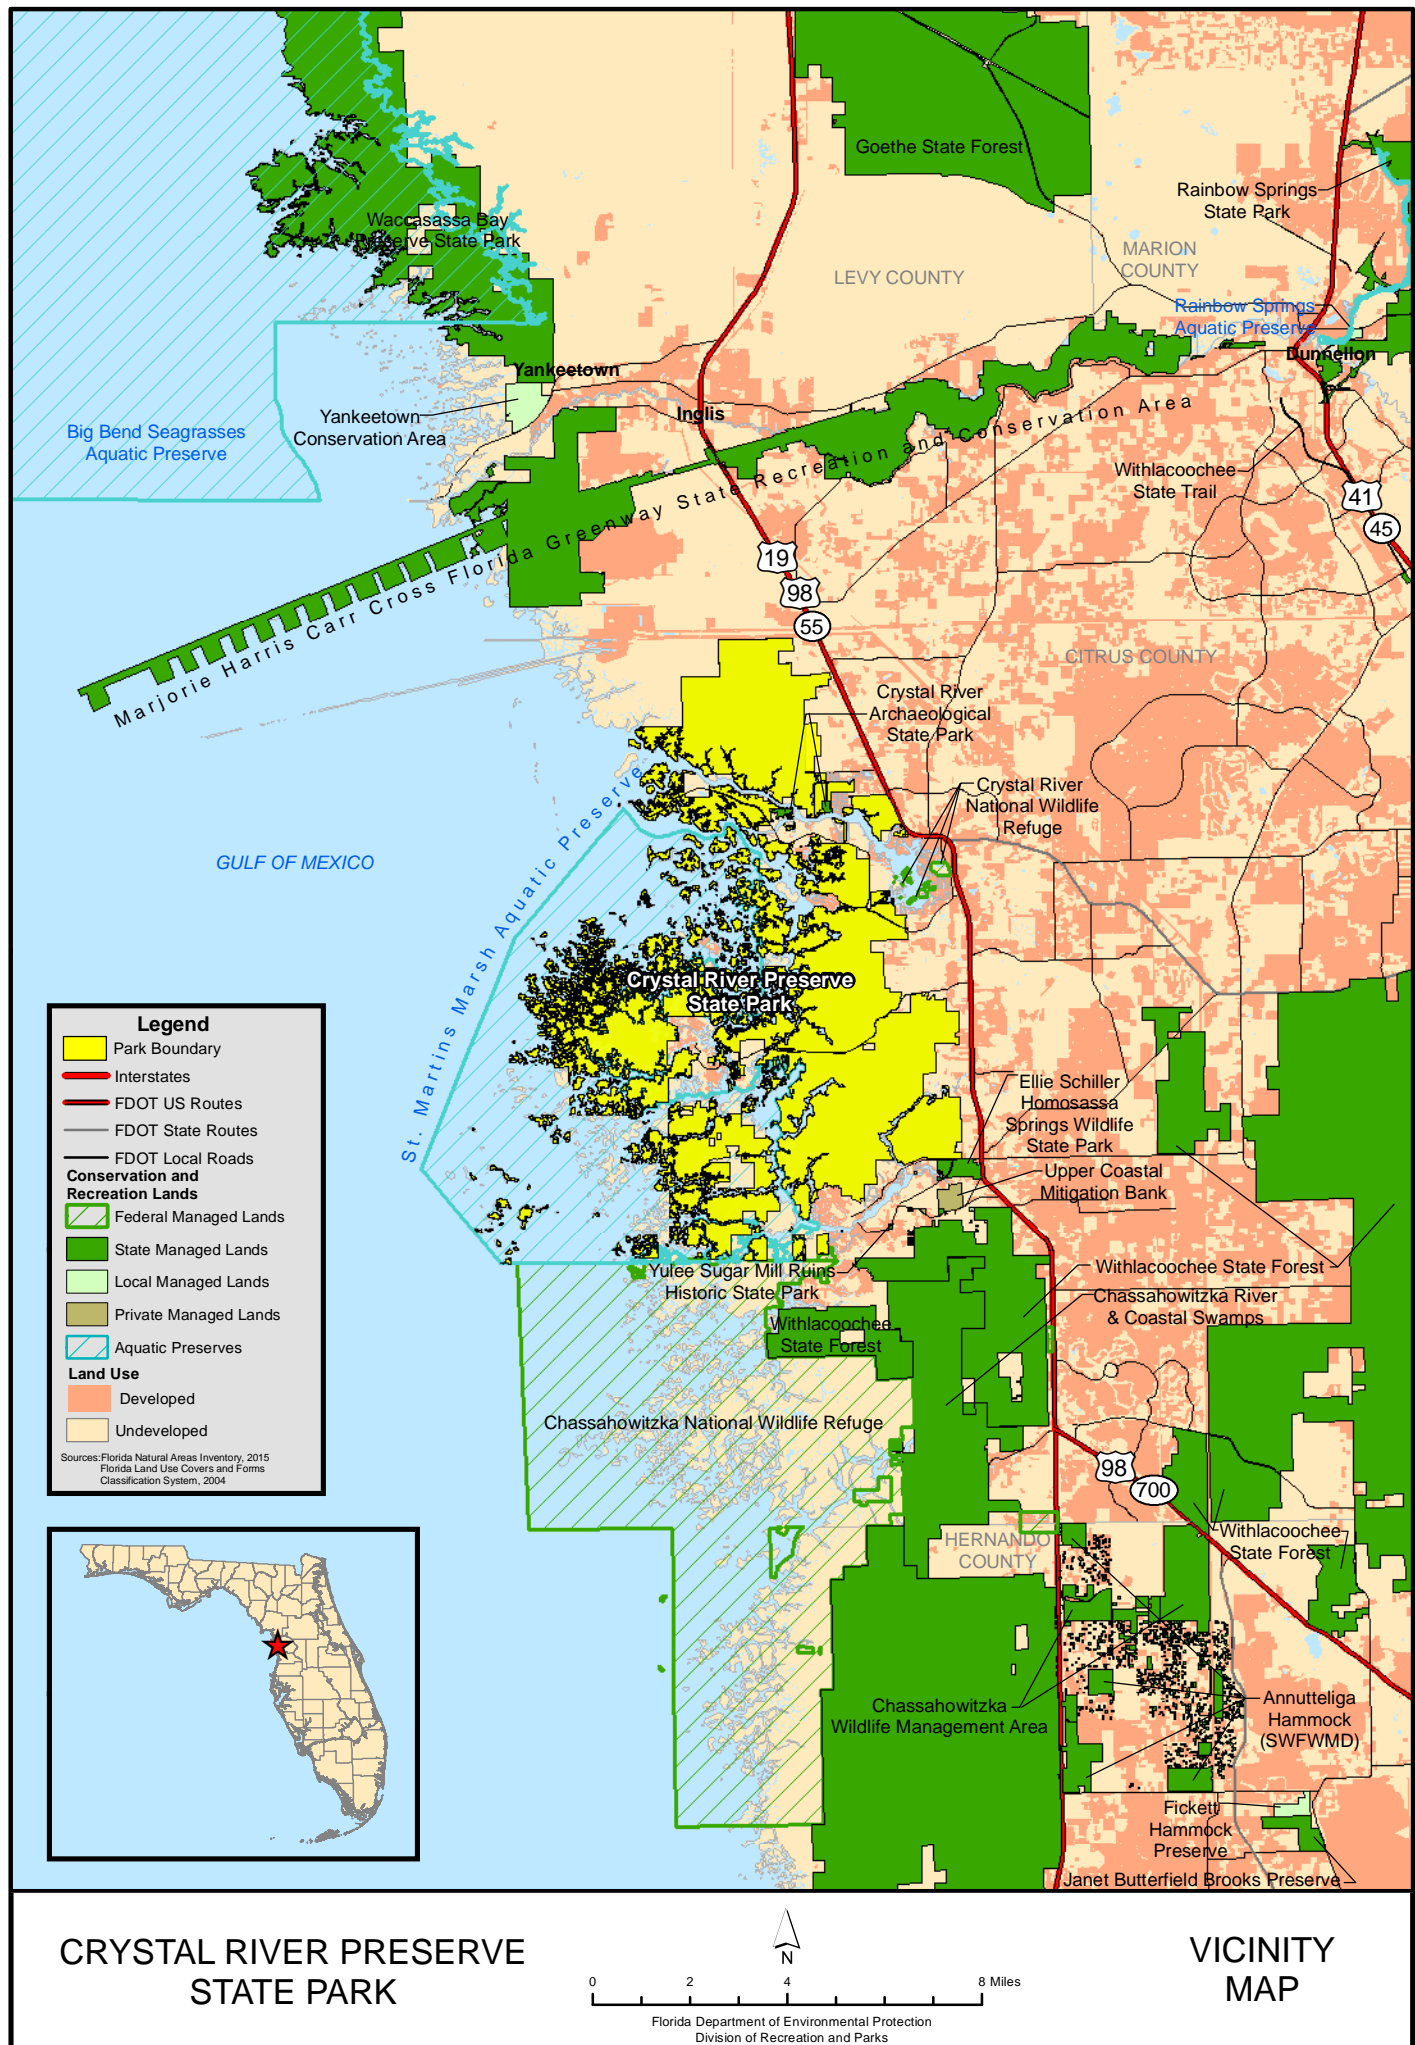 Goethe State Forest
Rainbow Springs
State Park
Waccasassa Bay
Preserve State Park
MARION
COUNTY
LEVY COUNTY
Rainbow Springs
Aquatic Preserve
Dunnellon
Yankeetown
Yankeetown
Conservation Area
Inglis
Big Bend Seagrasses
Aquatic Preserve
Withlacoochee
State Trail
41
45
Marjorie Harris Carr Cross Florida Greenway State Recreation and Conservation Area
19
98
55
CITRUS COUNTY
Crystal River
Archaeological
State Park
Crystal River
National Wildlife
Refuge
GULF OF MEXICO
St. Martins Marsh Aquatic Preserve
Crystal River Preserve
State Park
Legend
Park Boundary
Interstates
FDOT US Routes
FDOT State Routes
FDOT Local Roads
Conservation and
Recreation Lands
Federal Managed Lands
State Managed Lands
Local Managed Lands
Private Managed Lands
Aquatic Preserves
Land Use
Developed
Undeveloped
Sources:Florida Natural Areas Inventory, 2015
Florida Land Use Covers and Forms
Classification System, 2004
Ellie Schiller
Homosassa
Springs Wildlife
State Park
Upper Coastal
Mitigation Bank
Yulee Sugar Mill Ruins
Historic State Park
Withlacoochee State Forest
Chassahowitzka River
& Coastal Swamps
Withlacoochee
State Forest
Chassahowitzka National Wildlife Refuge
98
700
HERNANDO
COUNTY
Withlacoochee
State Forest
Chassahowitzka
Wildlife Management Area
Annutteliga
Hammock
(SWFWMD)
Fickett
Hammock
Preserve
Janet Butterfield Brooks Preserve
CRYSTAL RIVER PRESERVE
STATE PARK
N
0 2 4 8 Miles
Florida Department of Environmental Protection
Division of Recreation and Parks
VICINITY
MAP